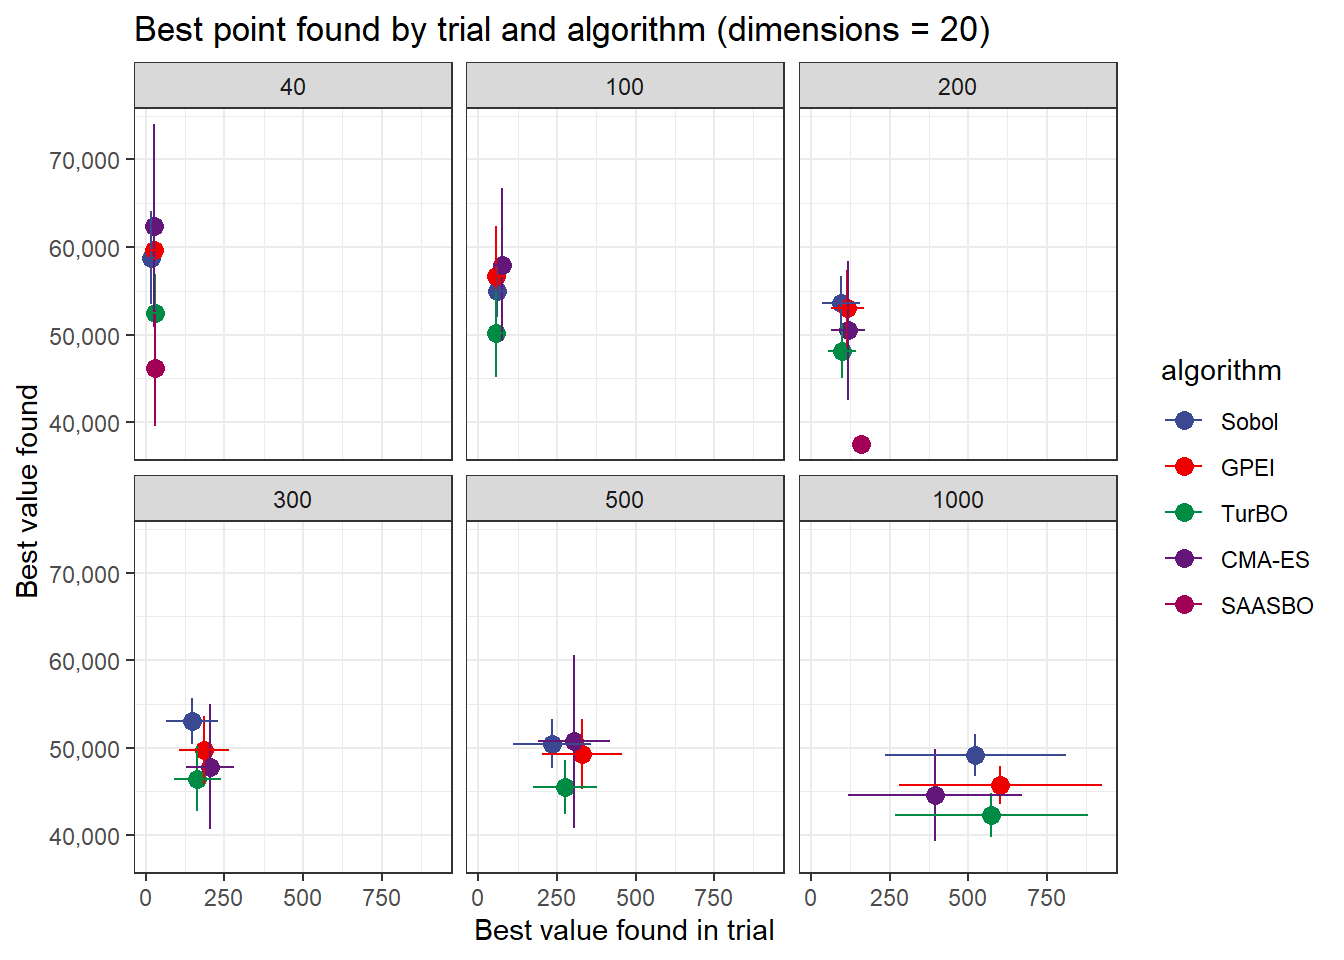 Best point found by trial and algorithm (dimensions = 20)
40
100
200
70,000
60,000
50,000
40,000
300
500
1000
70,000
60,000
50,000
40,000
0 250 500 750
0 250 500 750
0 250 500 750
Best value found in trial
Best value found
algorithm
Sobol
GPEI
TurBO
CMA-ES
SAASBO